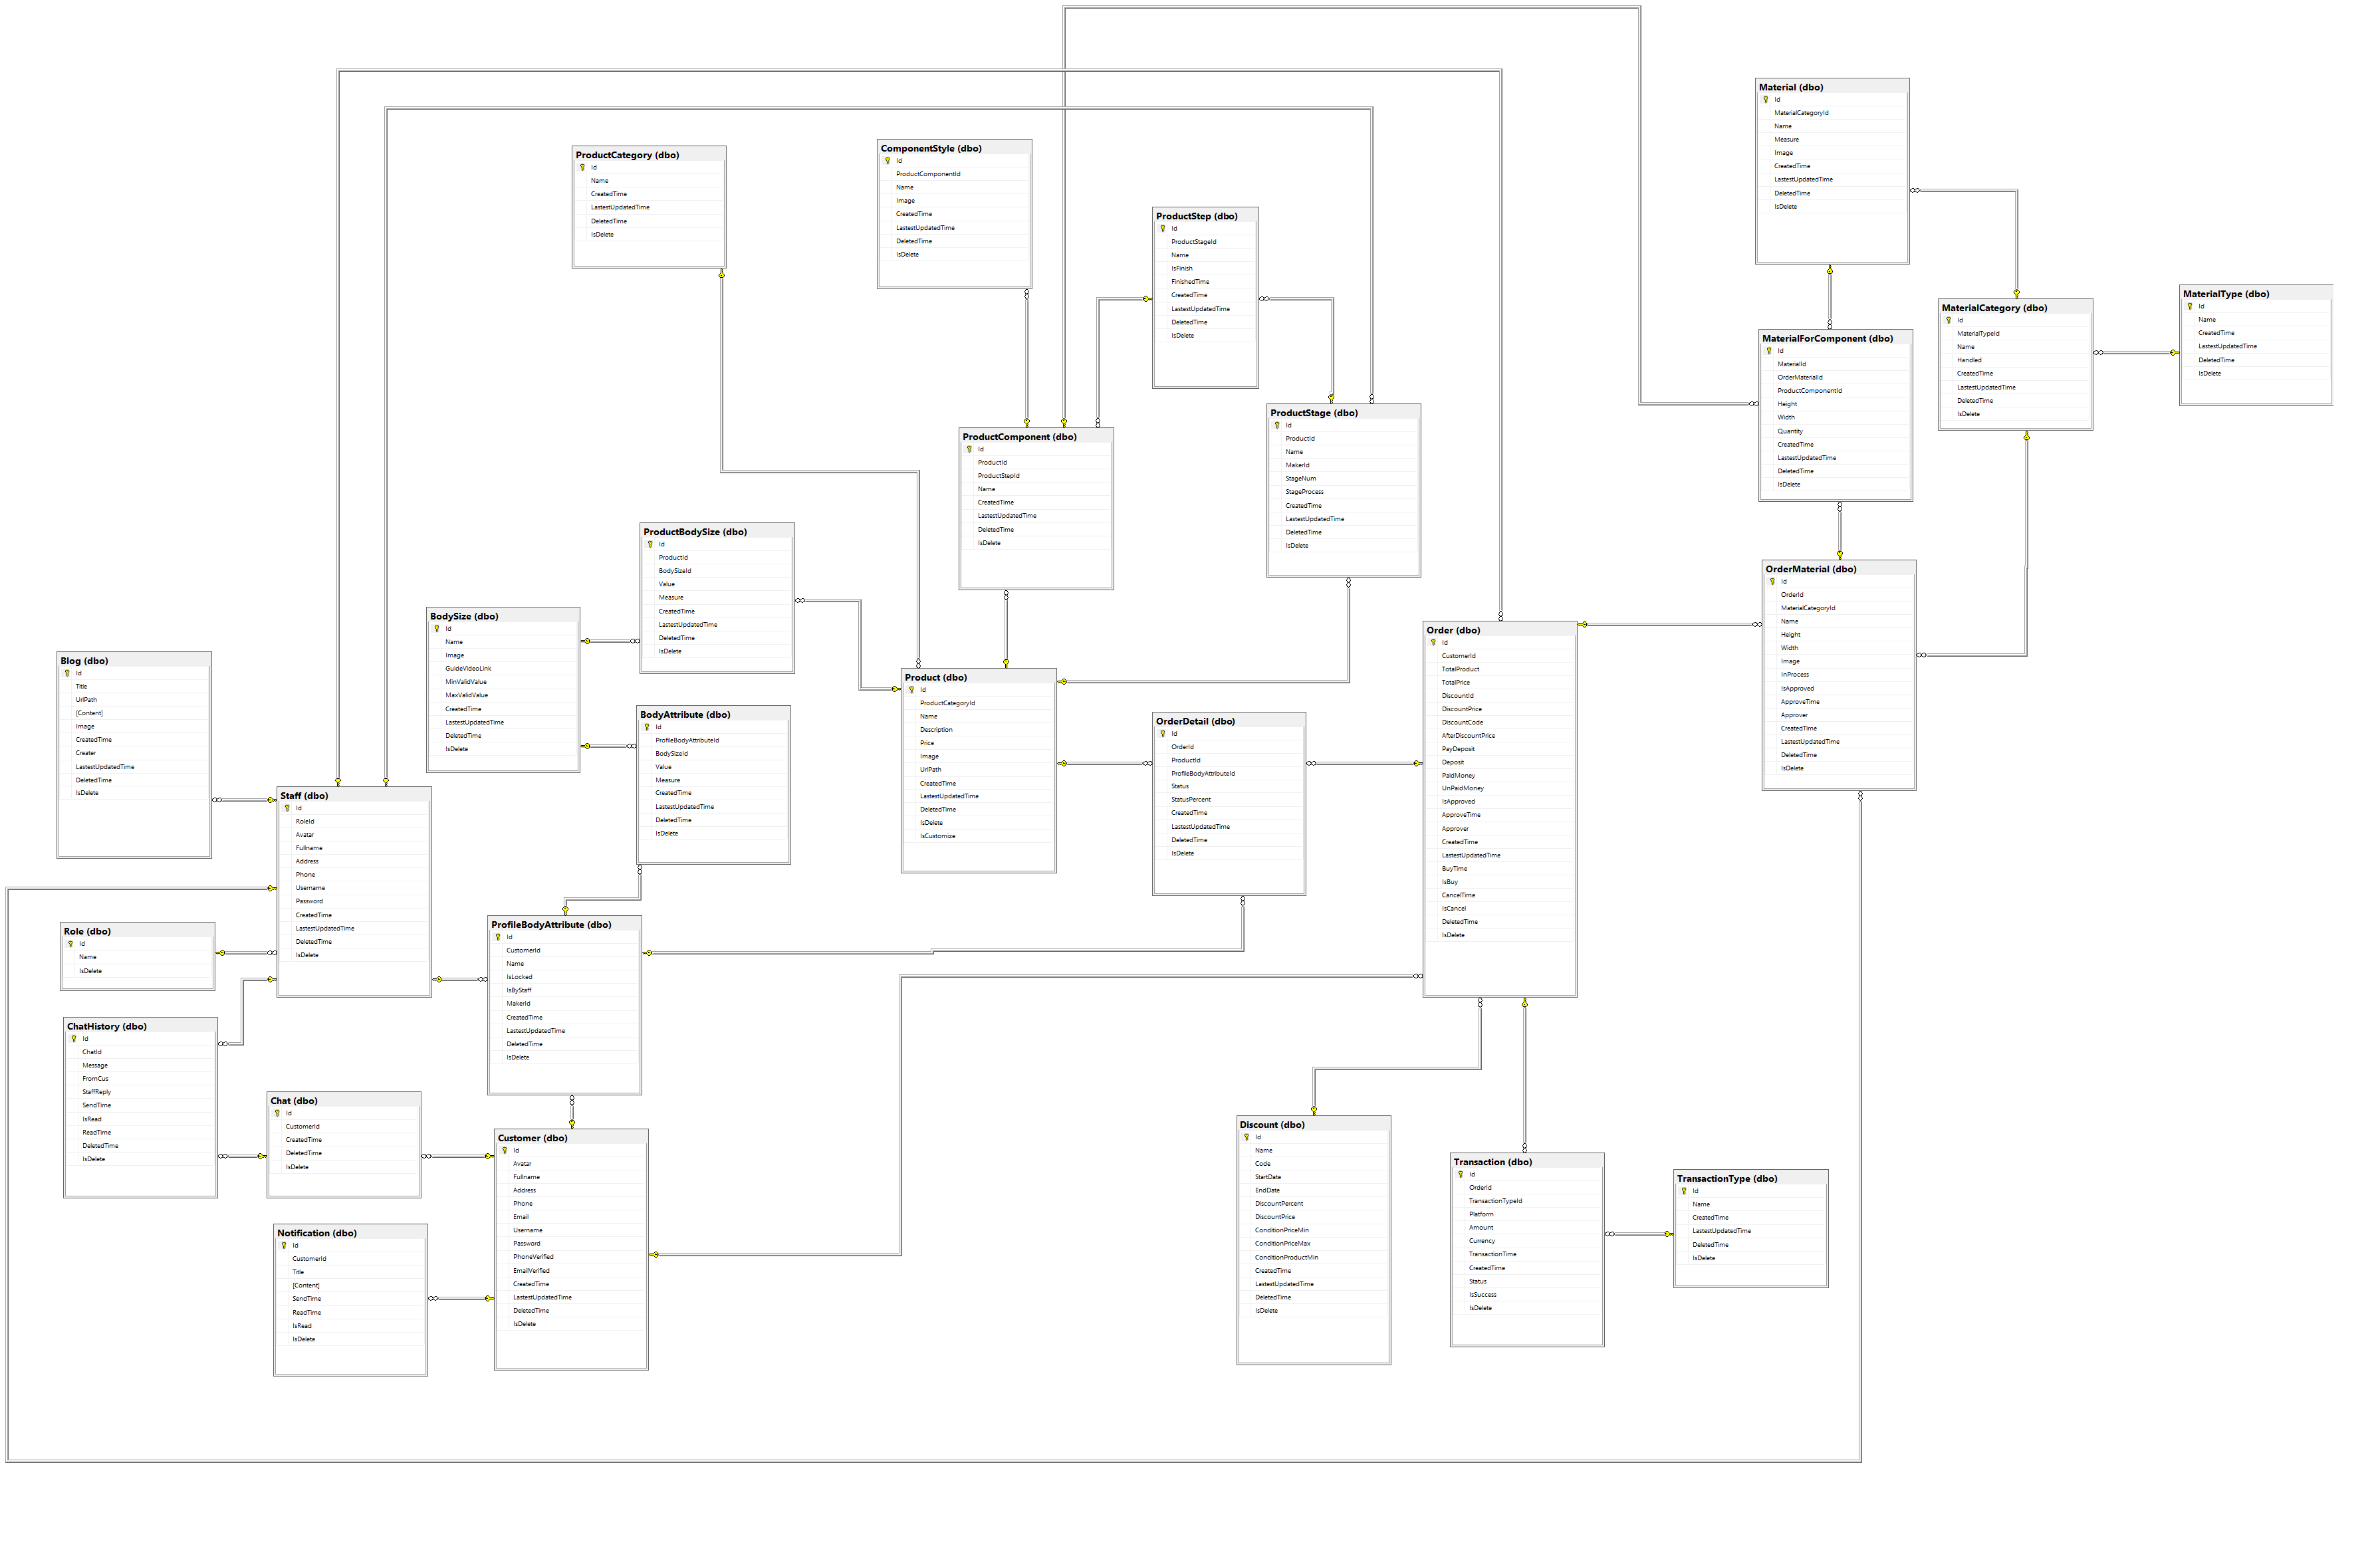 Material (dbo)
Id
MaterialCategoryId
Name
Measure
Image
CreatedTime
LastestUpdatedTime
DeletedTime
IsDelete
ProductCategory (dbo)
Id
Name
CreatedTime
LastestUpdatedTime
DeletedTime
IsDelete
ComponentStyle (dbo)
Id
ProductComponentId
Name
Image
CreatedTime
LastestUpdatedTime
DeletedTime
IsDelete
ProductStep (dbo)
Id
ProductStageId
Name
IsFinish
FinishedTime
CreatedTime
LastestUpdatedTime
DeletedTime
IsDelete
MaterialType (dbo)
Id
Name
CreatedTime
LastestUpdatedTime
DeletedTime
IsDelete
MaterialCategory (dbo)
Id
MaterialTypeId
Name
Handled
CreatedTime
LastestUpdatedTime
DeletedTime
IsDelete
MaterialForComponent (dbo)
Id
MaterialId
OrderMaterialId
ProductComponentId
Height
Width
Quantity
CreatedTime
LastestUpdatedTime
DeletedTime
IsDelete
ProductStage (dbo)
Id
ProductId
Name
MakerId
StageNum
StageProcess
CreatedTime
LastestUpdatedTime
DeletedTime
IsDelete
ProductComponent (dbo)
Id
ProductId
ProductStepId
Name
CreatedTime
LastestUpdatedTime
DeletedTime
IsDelete
ProductBodySize (dbo)
Id
ProductId
BodySizeId
Value
Measure
CreatedTime
LastestUpdatedTime
DeletedTime
IsDelete
OrderMaterial (dbo)
Id
OrderId
MaterialCategoryId
Name
Height
Width
Image
InProcess
IsApproved
ApproveTime
Approver
CreatedTime
LastestUpdatedTime
DeletedTime
IsDelete
BodySize (dbo)
Id
Name
Image
GuideVideoLink
MinValidValue
MaxValidValue
CreatedTime
LastestUpdatedTime
DeletedTime
IsDelete
Order (dbo)
Id
CustomerId
TotalProduct
TotalPrice
DiscountId
DiscountPrice
DiscountCode
AfterDiscountPrice
PayDeposit
Deposit
PaidMoney
UnPaidMoney
IsApproved
ApproveTime
Approver
CreatedTime
LastestUpdatedTime
BuyTime
IsBuy
CancelTime
IsCancel
DeletedTime
IsDelete
Blog (dbo)
Id
Title
UrlPath
[Content]
Image
CreatedTime
Creater
LastestUpdatedTime
DeletedTime
IsDelete
Product (dbo)
Id
ProductCategoryId
Name
Description
Price
Image
UrlPath
CreatedTime
LastestUpdatedTime
DeletedTime
IsDelete
IsCustomize
BodyAttribute (dbo)
Id
ProfileBodyAttributeId
BodySizeId
Value
Measure
CreatedTime
LastestUpdatedTime
DeletedTime
IsDelete
OrderDetail (dbo)
Id
OrderId
ProductId
ProfileBodyAttributeId
Status
StatusPercent
CreatedTime
LastestUpdatedTime
DeletedTime
IsDelete
Staff (dbo)
Id
RoleId
Avatar
Fullname
Address
Phone
Username
Password
CreatedTime
LastestUpdatedTime
DeletedTime
IsDelete
ProfileBodyAttribute (dbo)
Id
CustomerId
Name
IsLocked
IsByStaff
MakerId
CreatedTime
LastestUpdatedTime
DeletedTime
IsDelete
Role (dbo)
Id
Name
IsDelete
ChatHistory (dbo)
Id
ChatId
Message
FromCus
StaffReply
SendTime
IsRead
ReadTime
DeletedTime
IsDelete
Chat (dbo)
Id
CustomerId
CreatedTime
DeletedTime
IsDelete
Discount (dbo)
Id
Name
Code
StartDate
EndDate
DiscountPercent
DiscountPrice
ConditionPriceMin
ConditionPriceMax
ConditionProductMin
CreatedTime
LastestUpdatedTime
DeletedTime
IsDelete
Customer (dbo)
Id
Avatar
Fullname
Address
Phone
Email
Username
Password
PhoneVerified
EmailVerified
CreatedTime
LastestUpdatedTime
DeletedTime
IsDelete
Transaction (dbo)
Id
OrderId
TransactionTypeId
Platform
Amount
Currency
TransactionTime
CreatedTime
Status
IsSuccess
IsDelete
TransactionType (dbo)
Id
Name
CreatedTime
LastestUpdatedTime
DeletedTime
IsDelete
Notification (dbo)
Id
CustomerId
Title
[Content]
SendTime
ReadTime
IsRead
IsDelete